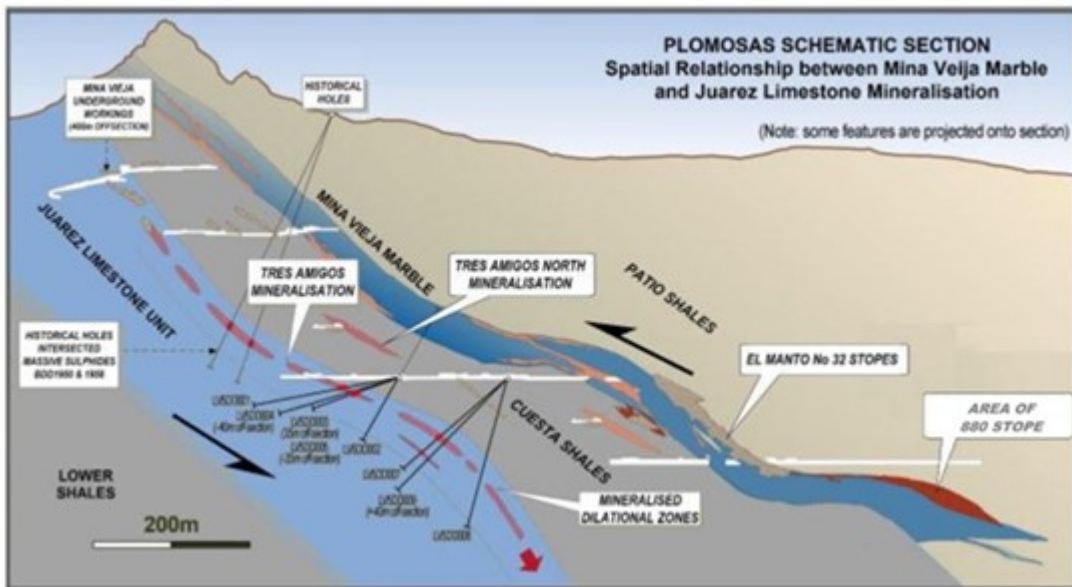 PLOMOSAS SCHEMATIC SECTION
Spatial Relationship between Mina Veija Marble
and Juarez Limestone Mineralisation
(Note: some features are projected onto section)
MINA VIEJA
UNDERGROUND
WORKINGS
OFFSECTION)
HISTORICAL
HOLES
JUAREZ LIMESTONE UNIT
MINA VIEJA MARBLE
TRES AMIGOS
MINERALISATION
TRES AMIGOS NORTH
MINERALISATION
PATIO SHALES
HISTORICAL HOLES
INTERSECTED
MASSIVE SULPHIDES
EL MANTO No 32 STOPES
AREA OF
880 STOPE
CUESTA SHALES
LOWER
SHALES
MINERALISED
DILATIONAL ZONES
200m